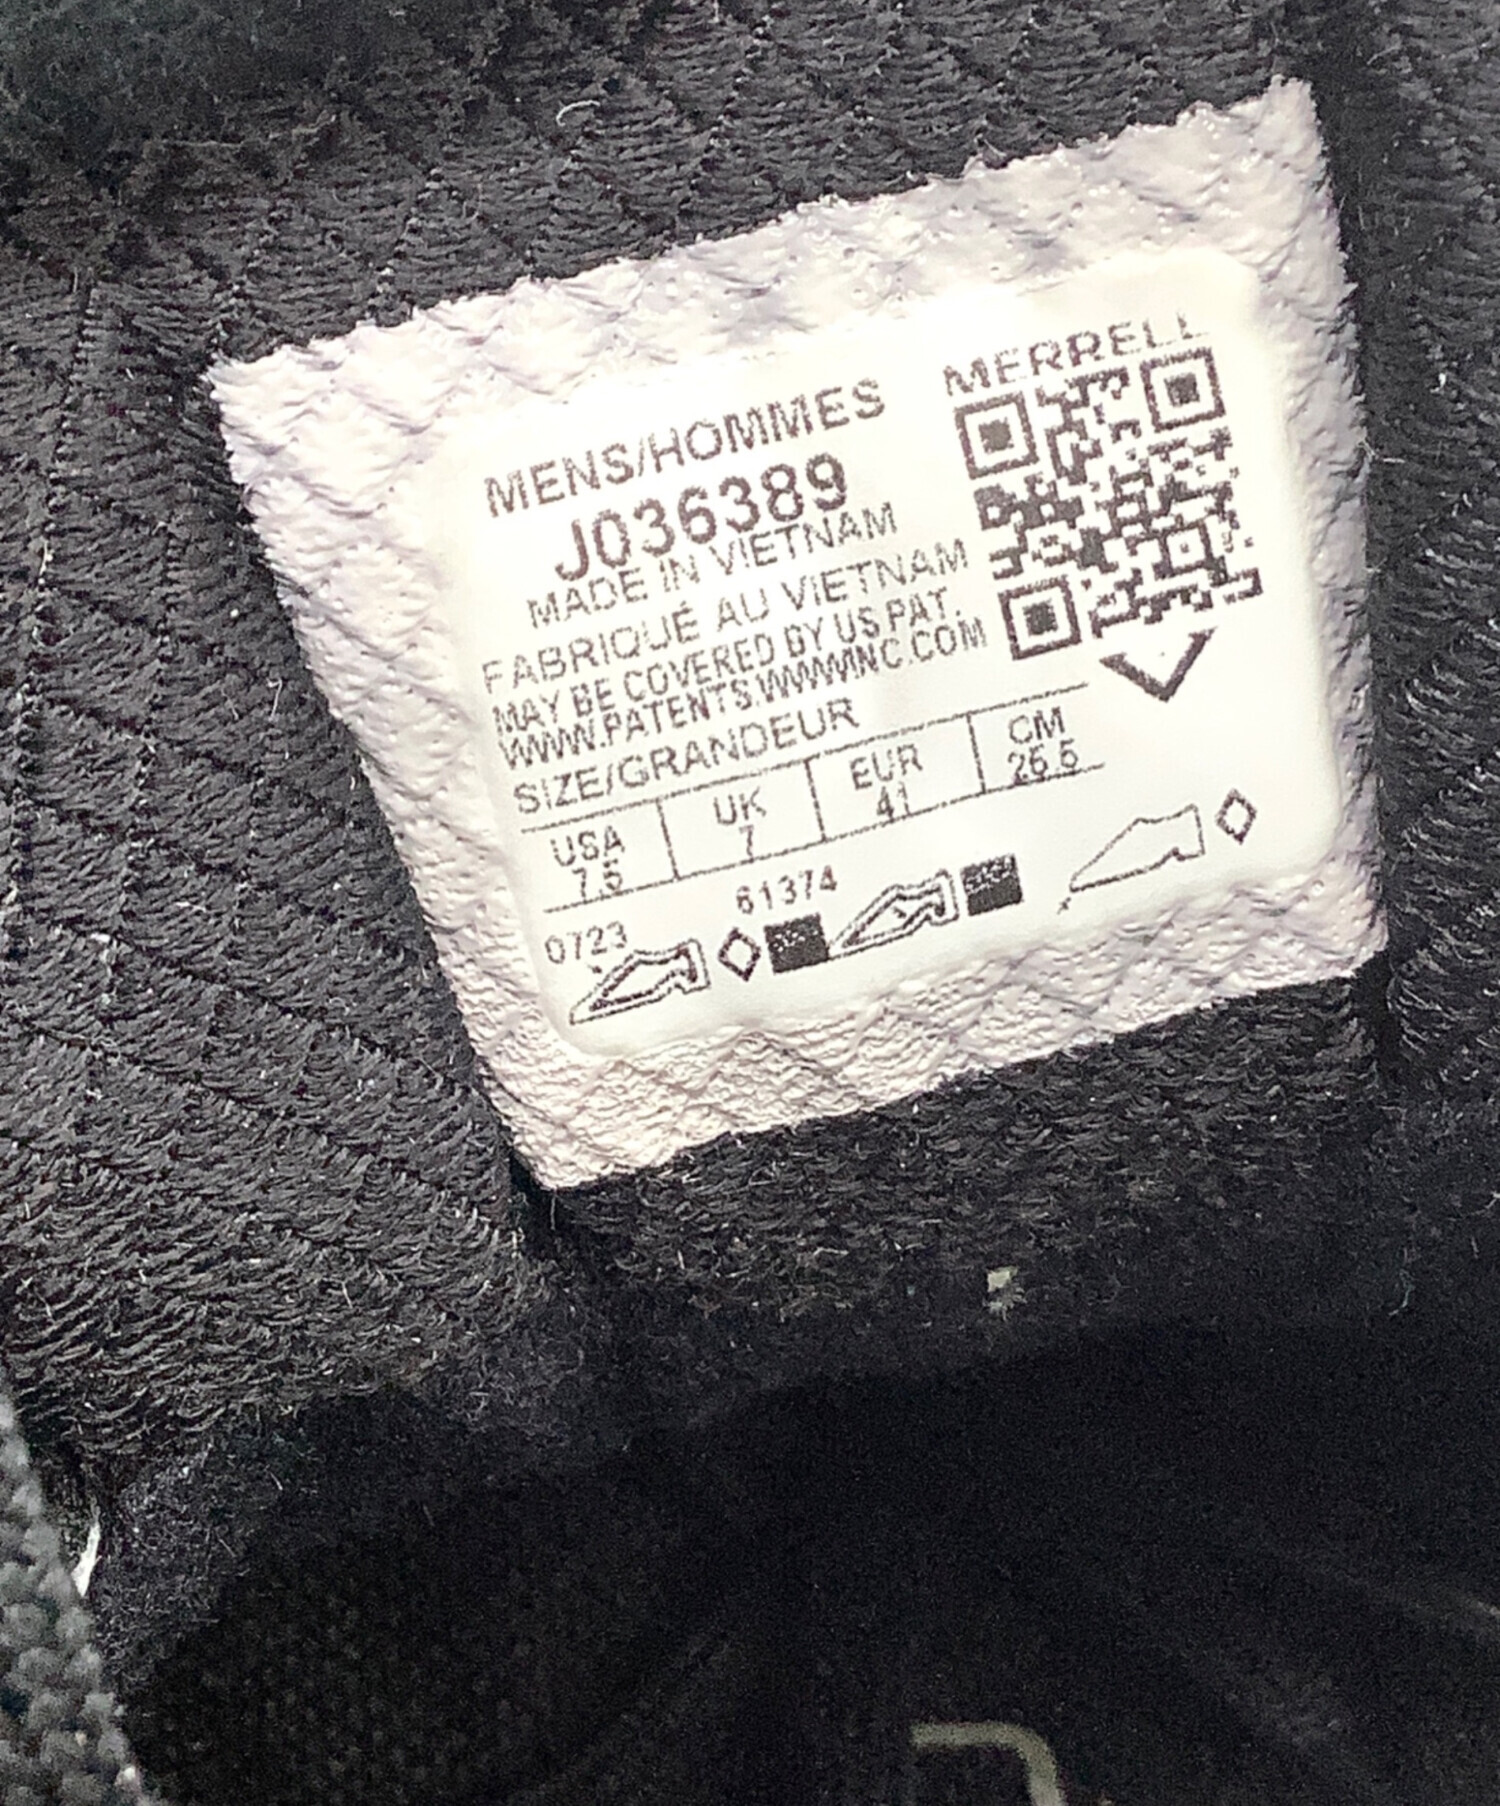 MERRELL
MENS/HOMMES
J036389
MADE IN VIETNAM
FABRIQUÉ AU VIETNAM
MAY BE COVERED BY US PAT.
WWW.PATENTS.WWWINC.COM
SIZE/GRANDEUR
USA UK EUR CM
7.5 7 41 25.5
0723 61374